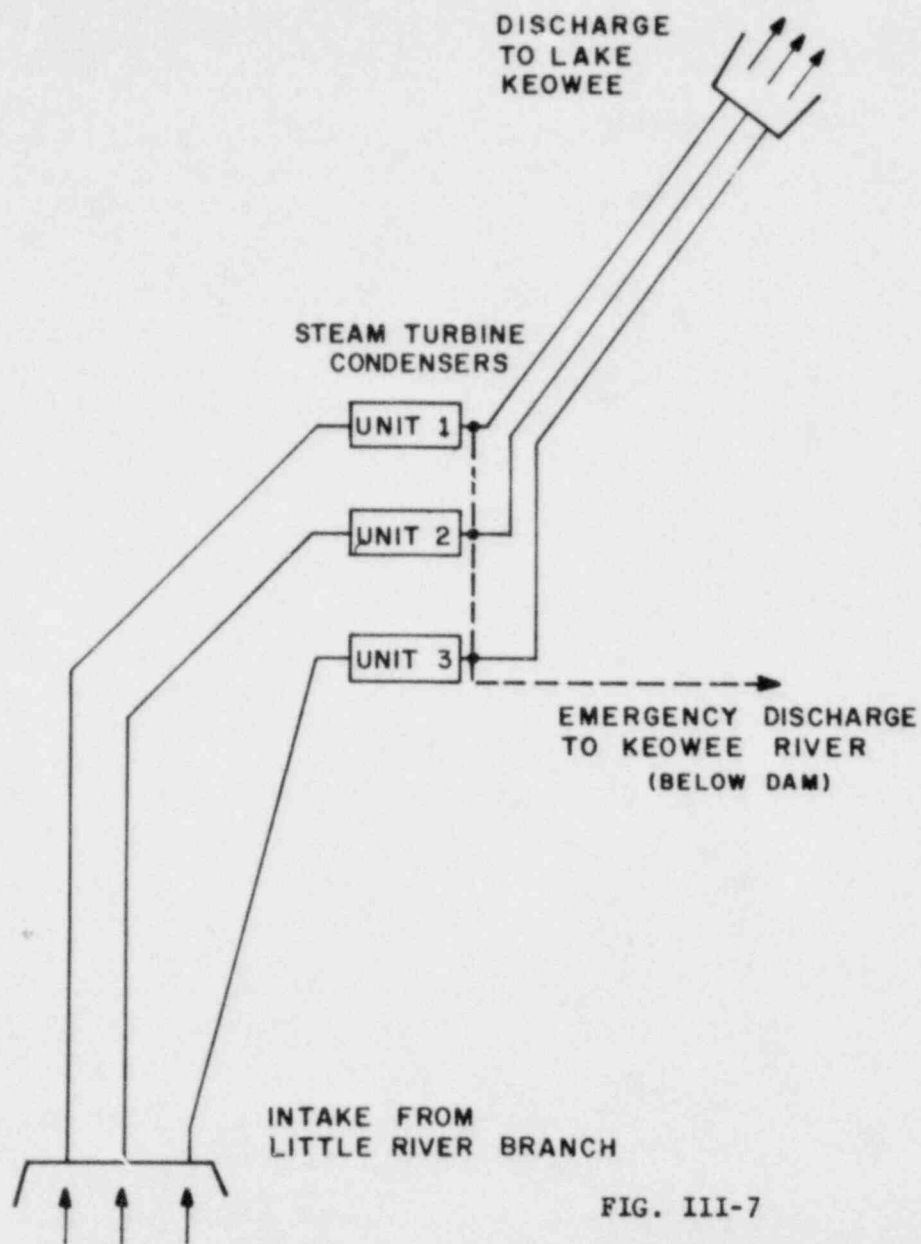 DISCHARGE
TO LAKE
KEOWEE
STEAM TURBINE
CONDENSERS
UNIT 1
UNIT 2
UNIT 3
EMERGENCY DISCHARGE
TO KEOWEE RIVER
(BELOW DAM)
INTAKE FROM
LITTLE RIVER BRANCH
FIG. III-7